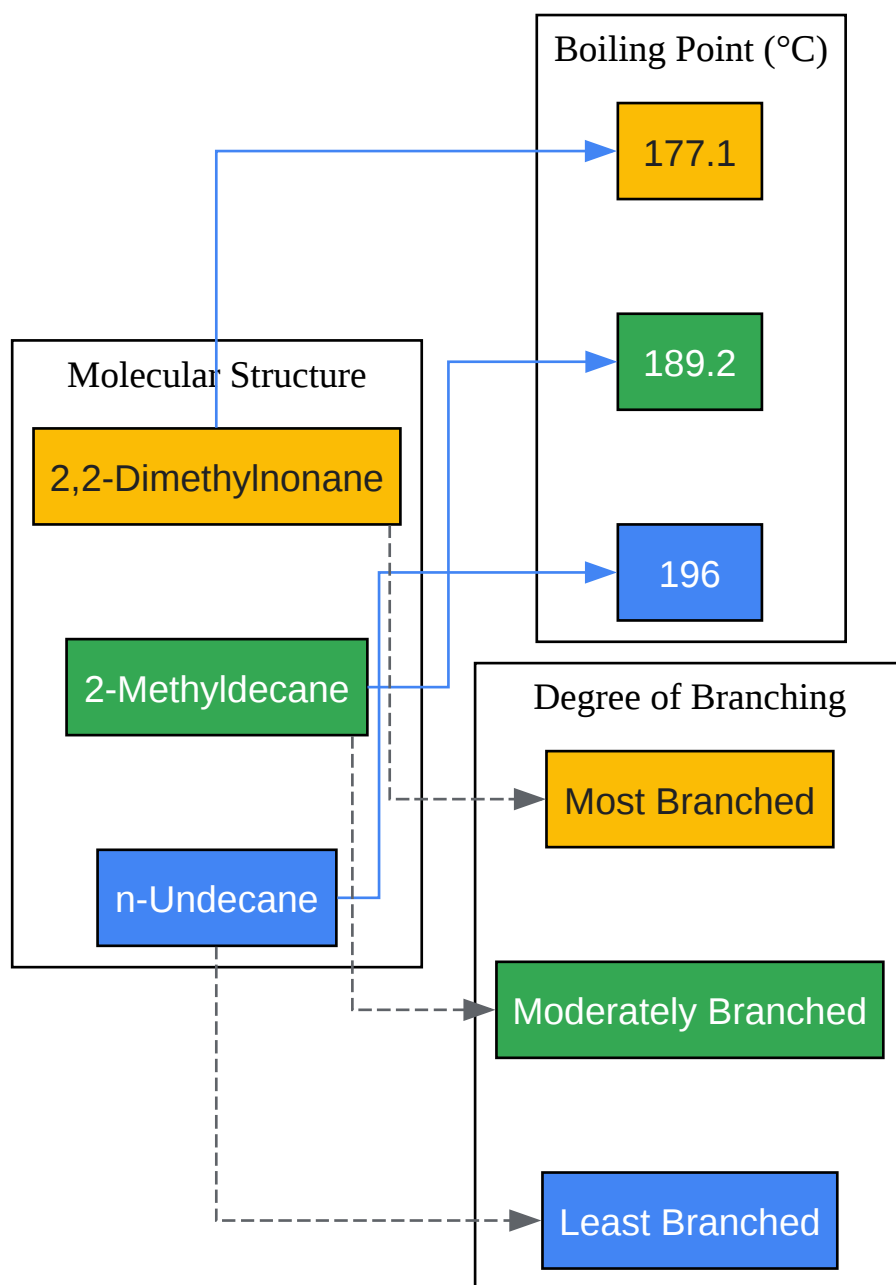 Boiling Point (°C)
177.1
189.2
196
Molecular Structure
2,2-Dimethylnonane
2-Methyldecane
n-Undecane
Degree of Branching
Most Branched
Moderately Branched
Least Branched